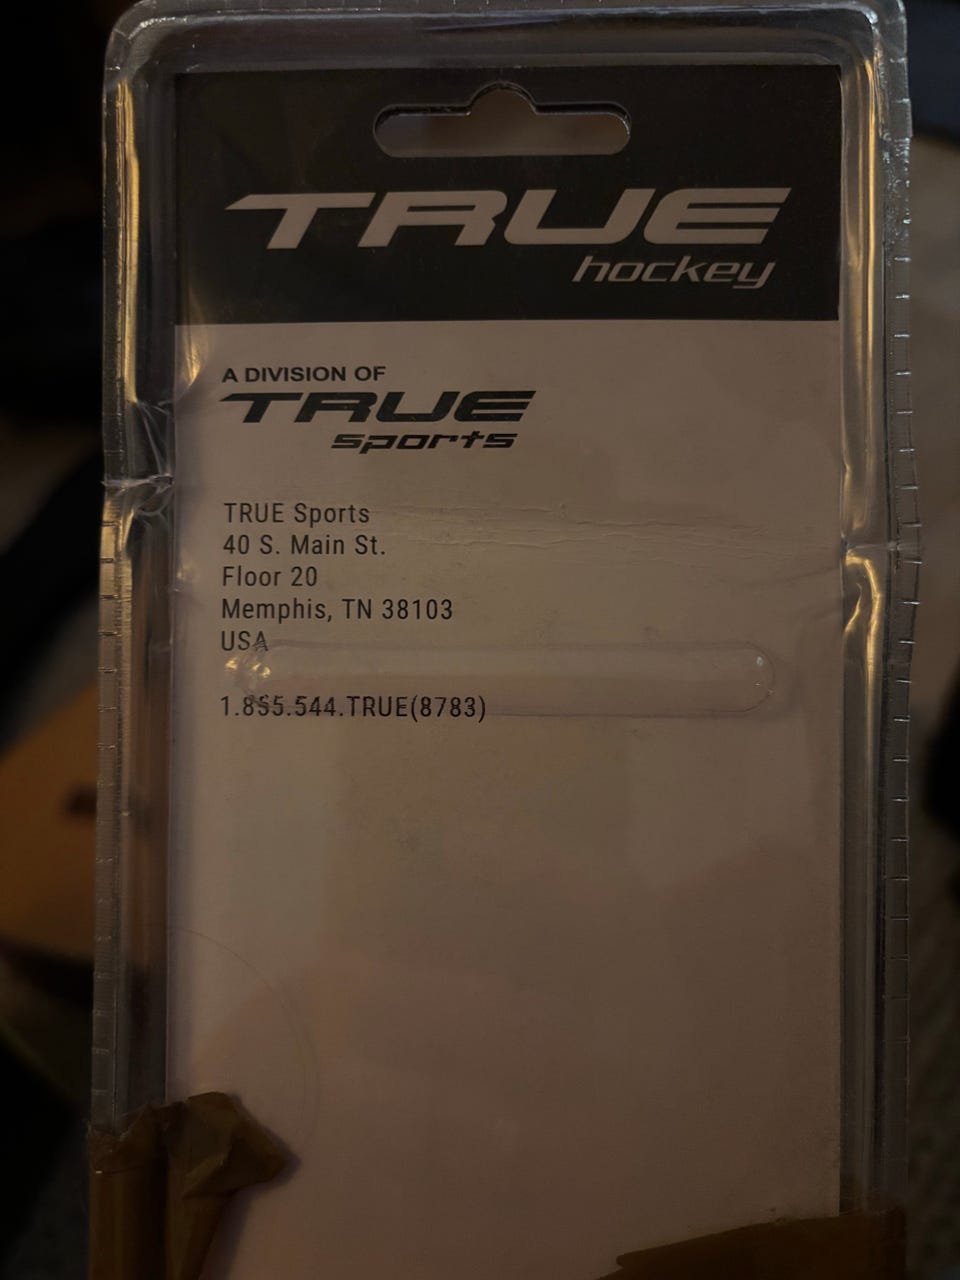 TRUE
hockey
A DIVISION OF
TRUE
sports
TRUE Sports
40 S. Main St.
Floor 20
Memphis, TN 38103
USA
1.855.544.TRUE(8783)